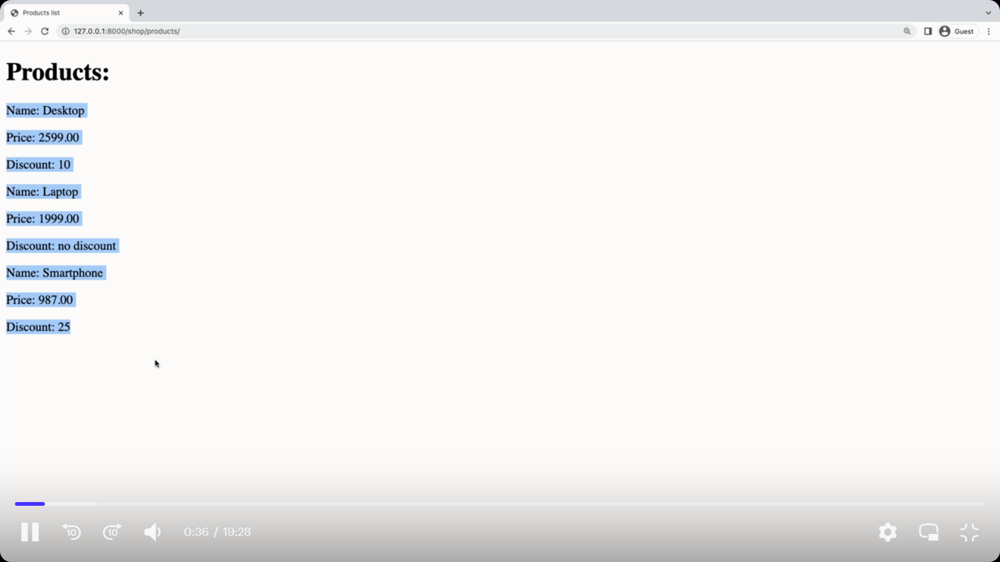 Products list
127.0.0.1:8000/shop/products/
Guest
Products:
Name: Desktop
Price: 2599.00
Discount: 10
Name: Laptop
Price: 1999.00
Discount: no discount
Name: Smartphone
Price: 987.00
Discount: 25
10
10
0:36 / 19:28